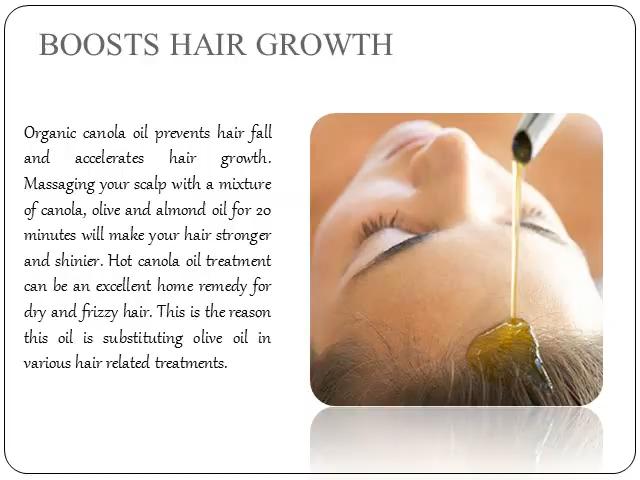 BOOSTS HAIR GROWTH
Organic canola oil prevents hair fall
and accelerates hair growth.
Massaging your scalp with a mixture
of canola, olive and almond oil for 20
minutes will make your hair stronger
and shinier. Hot canola oil treatment
can be an excellent home remedy for
dry and frizzy hair. This is the reason
this oil is substituting olive oil in
various hair related treatments.